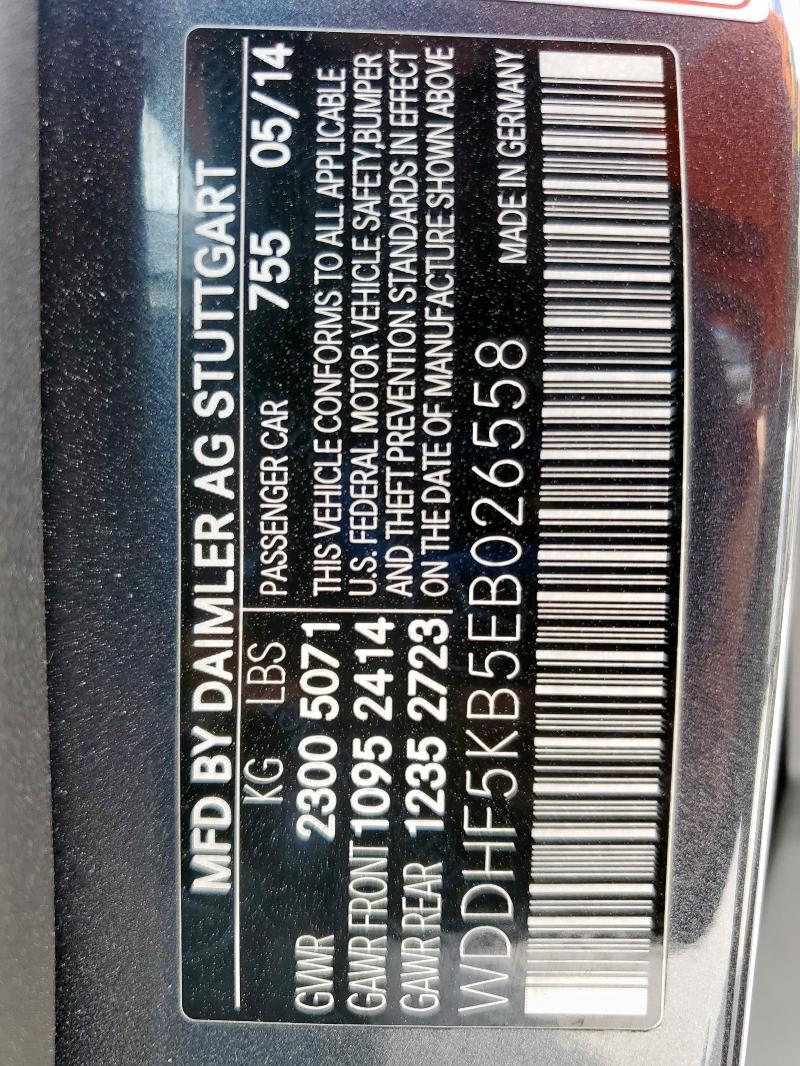 MFD BY DAIMLER AG STUTTGART
KG LBS
GWWR 2300 5071
GAWR FRONT 1095 2414
GAWR REAR 1235 2723
PASSENGER CAR 755 05/14
THIS VEHICLE CONFORMS TO ALL APPLICABLE
U.S. FEDERAL MOTOR VEHICLE SAFETY,BUMPER
AND THEFT PREVENTION STANDARDS IN EFFECT
ON THE DATE OF MANUFACTURE SHOWN ABOVE
WDDHF5KB5EB026558
MADE IN GERMANY